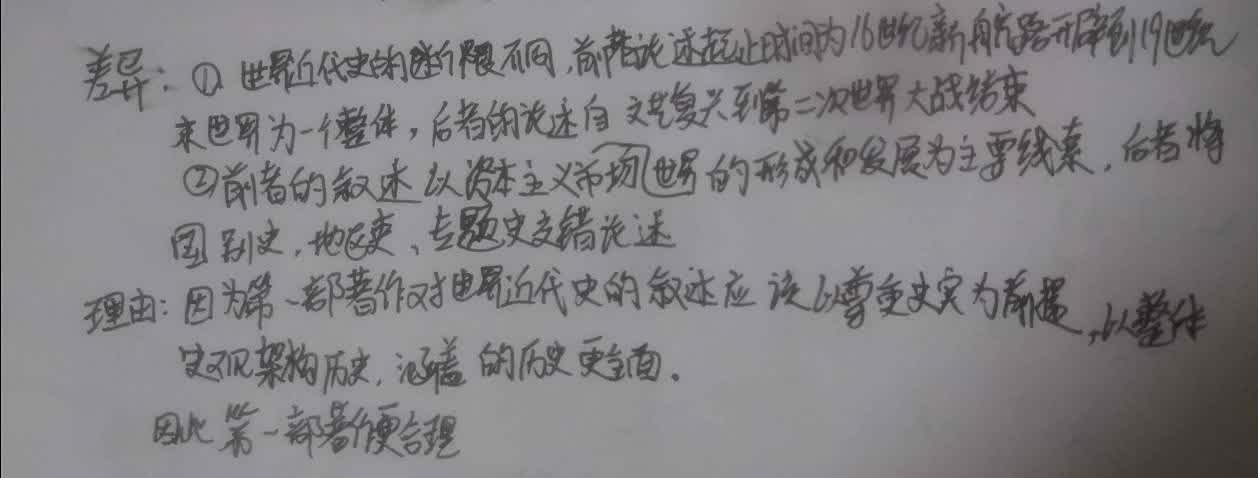 差异：① 世界近代史的断限不同，前者论述起止时间为16世纪新航路开辟到19世纪
末世界为一个整体，后者的论述自文艺复兴到第二次世界大战结束
②前者的叙述以资本主义市场世界的形成和发展为主要线索，后者将
国别史，地区史、专题史交错论述
理由：因为第一部著作对世界近代史的叙述应该以尊重史实为前提，以整体
史观架构历史，涵盖的历史更全面。
因此第一部著作更合理